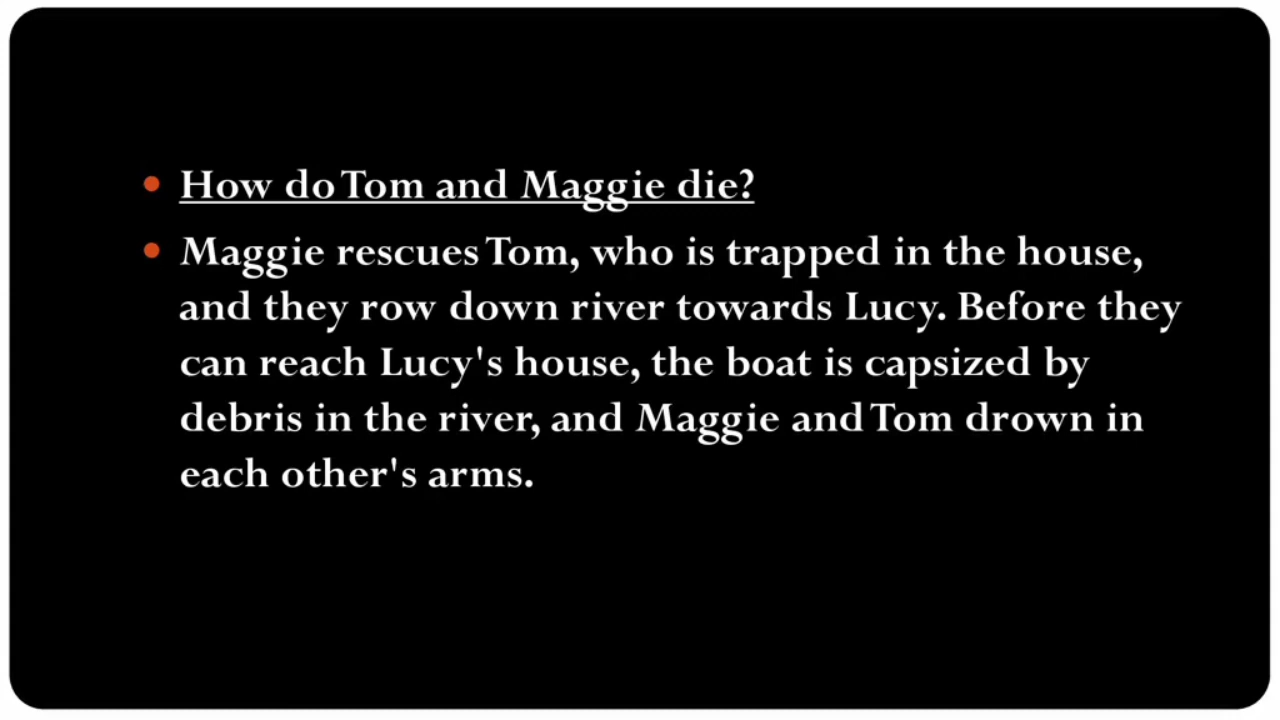 How do Tom and Maggie die?
Maggie rescues Tom, who is trapped in the house,
and they row down river towards Lucy. Before they
can reach Lucy's house, the boat is capsized by
debris in the river, and Maggie and Tom drown in
each other's arms.